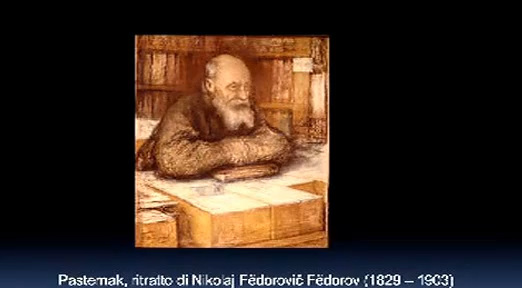 Pasternak, ritratto di Nikolaj Fëdorovič Fëdorov (1829 – 1903)